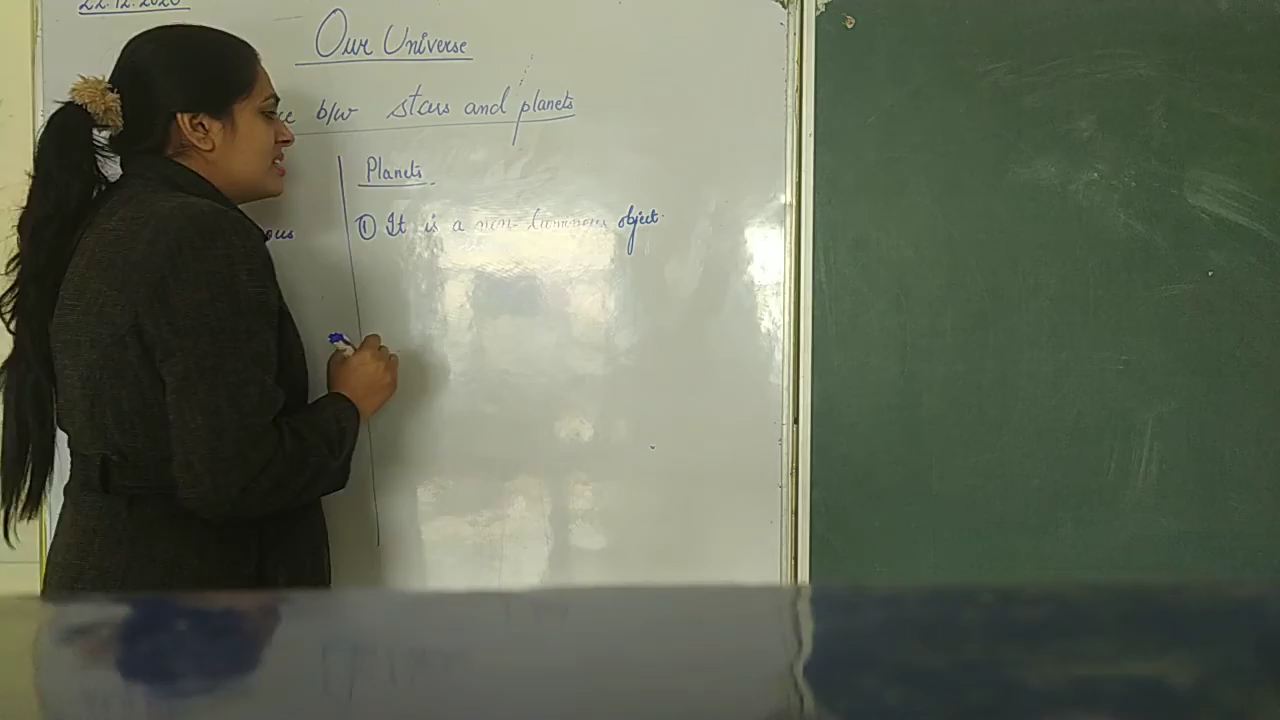 22.12.2020
Our Universe
b/w stars and planets
Planets
① It is a non-luminous object.